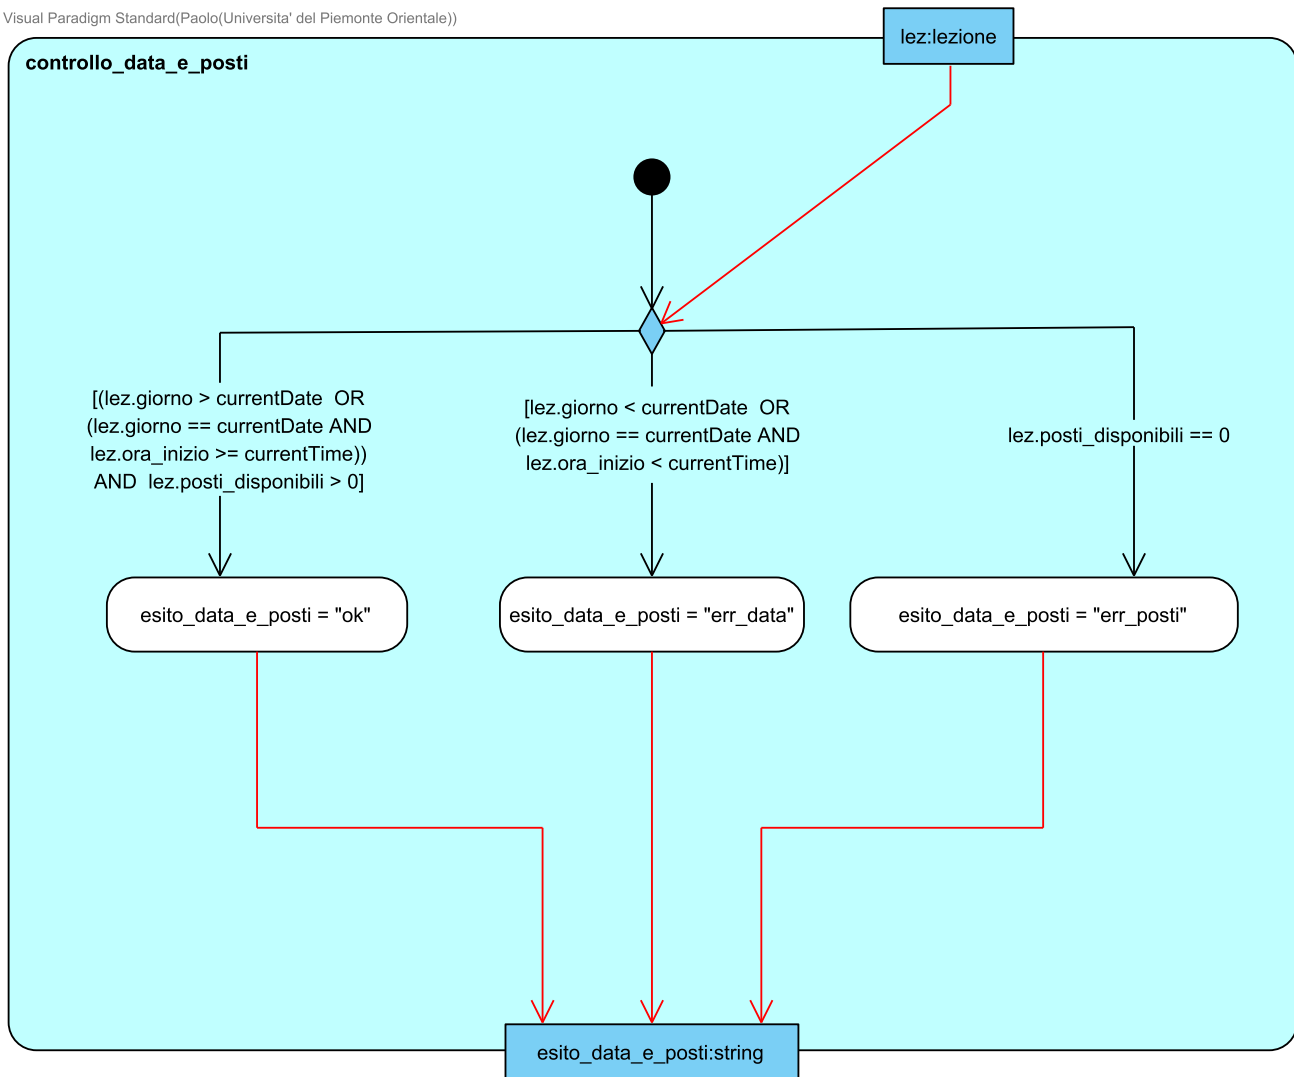 Visual Paradigm Standard(Paolo(Universita' del Piemonte Orientale))
lez:lezione
controllo_data_e_posti
[(lez.giorno > currentDate  OR
(lez.giorno == currentDate AND
lez.ora_inizio >= currentTime))
AND  lez.posti_disponibili > 0]
[lez.giorno < currentDate  OR
(lez.giorno == currentDate AND
lez.ora_inizio < currentTime)]
lez.posti_disponibili == 0
esito_data_e_posti = "ok"
esito_data_e_posti = "err_data"
esito_data_e_posti = "err_posti"
esito_data_e_posti:string